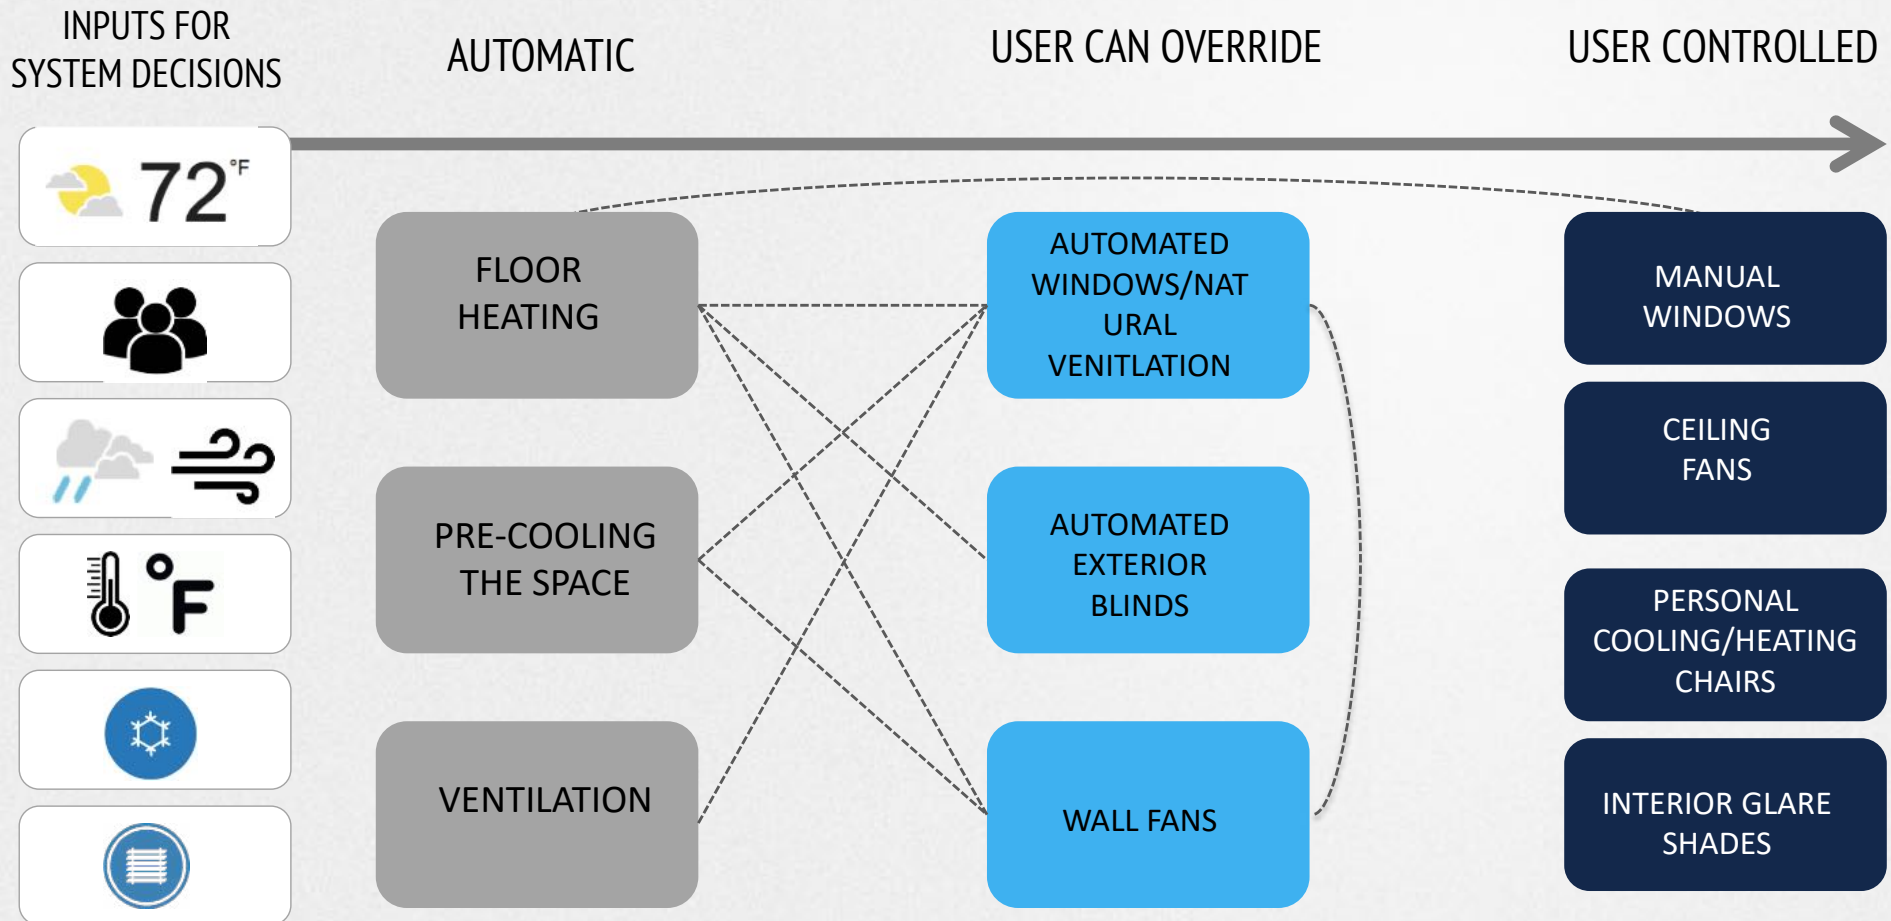 INPUTS FOR
SYSTEM DECISIONS
AUTOMATIC
USER CAN OVERRIDE
USER CONTROLLED
72°F
°F
FLOOR
HEATING
PRE-COOLING
THE SPACE
VENTILATION
AUTOMATED
WINDOWS/NAT
URAL
VENITLATION
AUTOMATED
EXTERIOR
BLINDS
WALL FANS
MANUAL
WINDOWS
CEILING
FANS
PERSONAL
COOLING/HEATING
CHAIRS
INTERIOR GLARE
SHADES